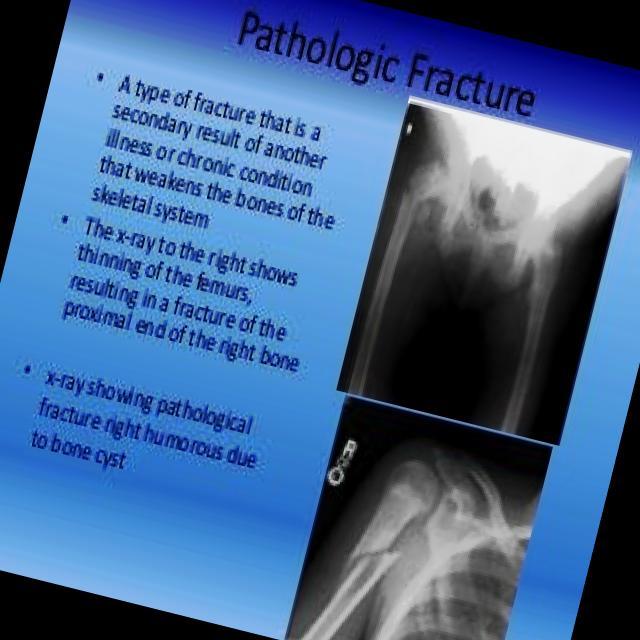 Pathologic Fracture
• A type of fracture that is a
secondary result of another
illness or chronic condition
that weakens the bones of the
skeletal system
• The x-ray to the right shows
thinning of the femurs,
resulting in a fracture of the
proximal end of the right bone
• x-ray showing pathological
fracture right humorous due
to bone cyst